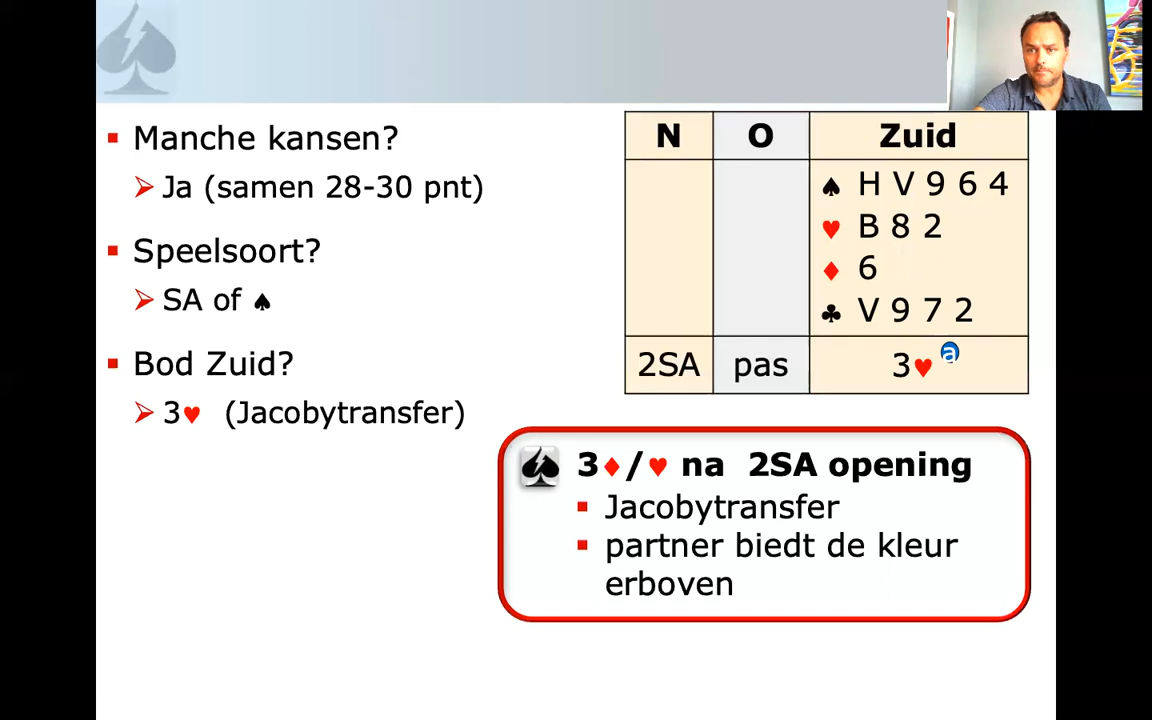 Manche kansen?
Ja (samen 28-30 pnt)
Speelsoort?
SA of ♠
Bod Zuid?
3♥ (Jacobytransfer)
N O Zuid
♠ H V 9 6 4
♥ B 8 2
♦ 6
♣ V 9 7 2
2SA pas 3♥ a
3♦/♥ na 2SA opening
Jacobytransfer
partner biedt de kleur
erboven